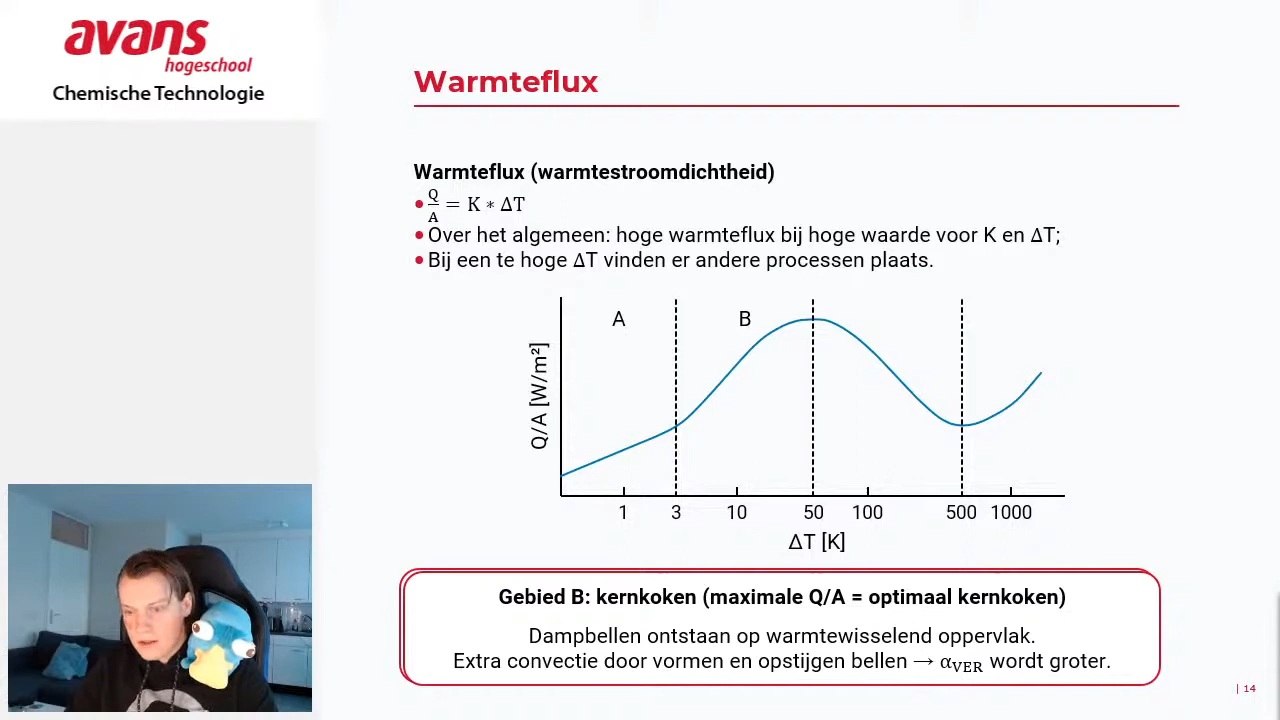 avans
hogeschool
Chemische Technologie
Warmteflux
Warmteflux (warmtestroomdichtheid)
• Q/A = K ∗ ΔT
• Over het algemeen: hoge warmteflux bij hoge waarde voor K en ΔT;
• Bij een te hoge ΔT vinden er andere processen plaats.
A B
Q/A [W/m²]
1 3 10 50 100 500 1000
ΔT [K]
Gebied B: kernkoken (maximale Q/A = optimaal kernkoken)
Dampbellen ontstaan op warmtewisselend oppervlak.
Extra convectie door vormen en opstijgen bellen → αVER wordt groter.
| 14